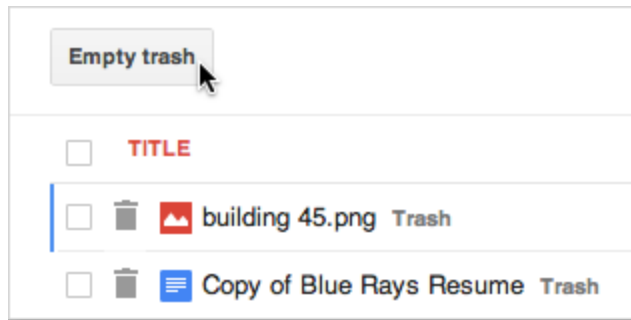 Empty trash
TITLE
building 45.png Trash
Copy of Blue Rays Resume Trash